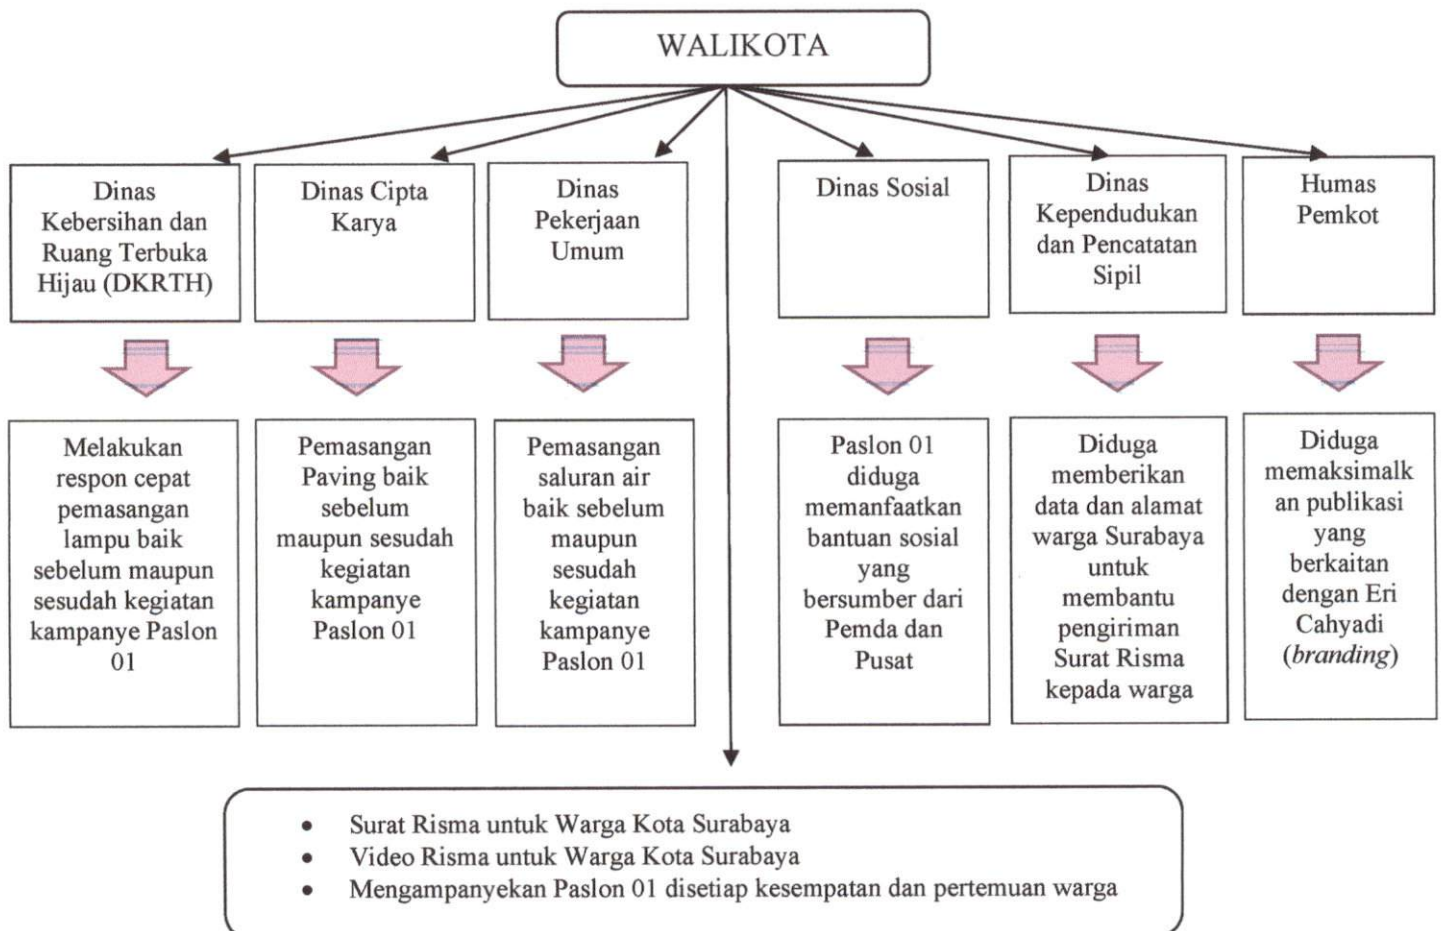 WALIKOTA
Dinas
Kebersihan dan
Ruang Terbuka
Hijau (DKRTH)
Dinas Cipta
Karya
Dinas
Pekerjaan
Umum
Dinas Sosial
Dinas
Kependudukan
dan Pencatatan
Sipil
Humas
Pemkot
Melakukan
respon cepat
pemasangan
lampu baik
sebelum maupun
sesudah kegiatan
kampanye Paslon
01
Pemasangan
Paving baik
sebelum
maupun sesudah
kegiatan
kampanye
Paslon 01
Pemasangan
saluran air
baik sebelum
maupun
sesudah
kegiatan
kampanye
Paslon 01
Paslon 01
diduga
memanfaatkan
bantuan sosial
yang
bersumber dari
Pemda dan
Pusat
Diduga
memberikan
data dan alamat
warga Surabaya
untuk
membantu
pengiriman
Surat Risma
kepada warga
Diduga
memaksimalk
an publikasi
yang
berkaitan
dengan Eri
Cahyadi
(branding)
• Surat Risma untuk Warga Kota Surabaya
• Video Risma untuk Warga Kota Surabaya
• Mengampanyekan Paslon 01 disetiap kesempatan dan pertemuan warga